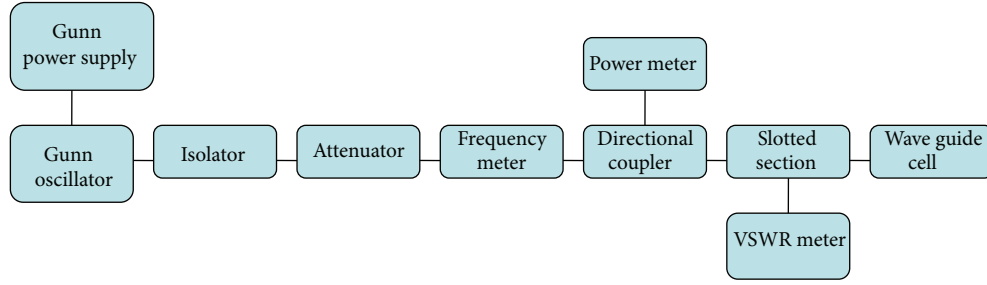 Gunn
power supply
Power meter
Gunn
oscillator
Isolator
Attenuator
Frequency
meter
Directional
coupler
Slotted
section
Wave guide
cell
VSWR meter